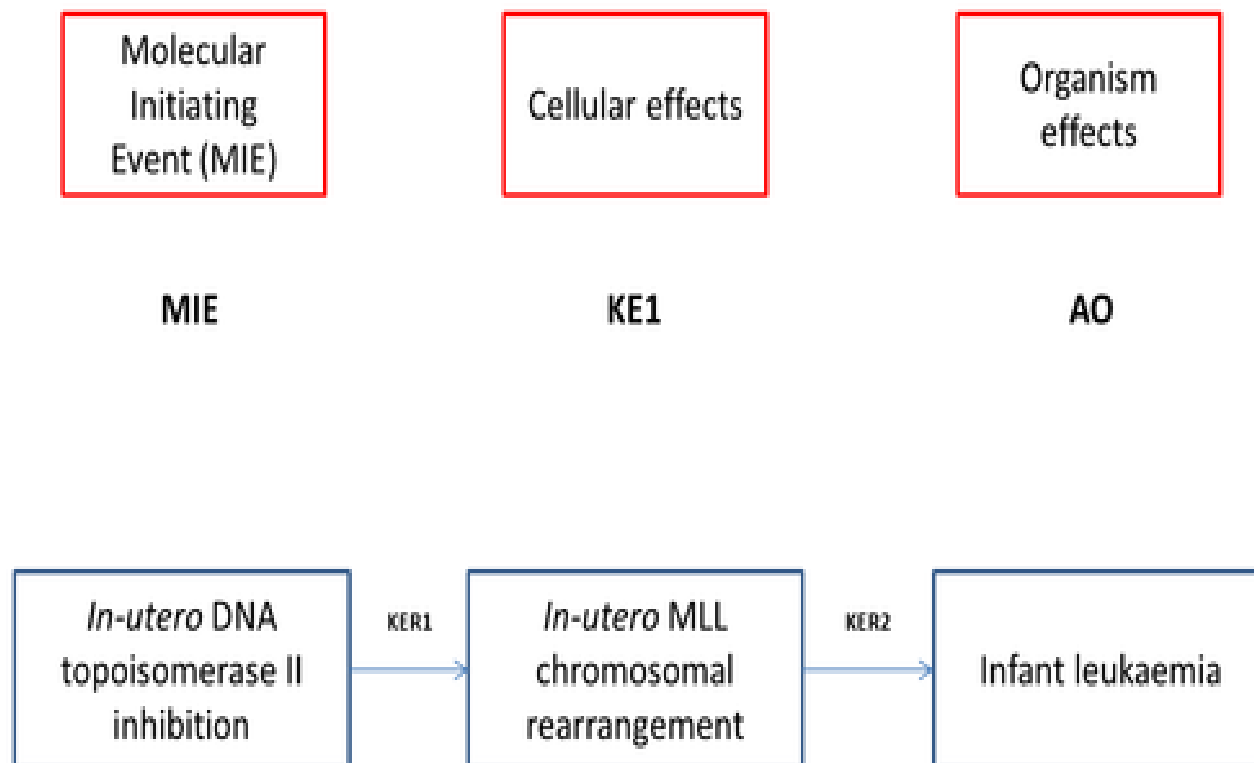 Molecular
Initiating
Event (MIE)
Cellular effects
Organism
effects
MIE
KE1
AO
In-utero DNA
topoisomerase II
inhibition
KER1
In-utero MLL
chromosomal
rearrangement
KER2
Infant leukaemia